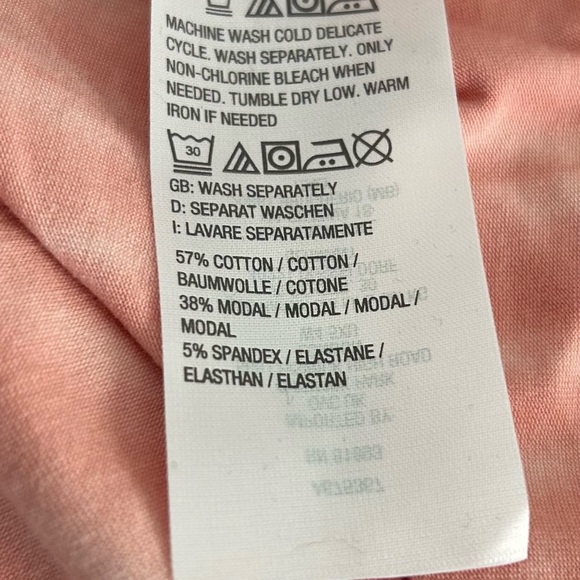 MACHINE WASH COLD DELICATE
CYCLE. WASH SEPARATELY. ONLY
NON-CHLORINE BLEACH WHEN
NEEDED. TUMBLE DRY LOW. WARM
IRON IF NEEDED
30
GB: WASH SEPARATELY
D: SEPARAT WASCHEN
I: LAVARE SEPARATAMENTE
57% COTTON / COTTON /
BAUMWOLLE / COTONE
38% MODAL / MODAL / MODAL /
MODAL
5% SPANDEX / ELASTANE /
ELASTHAN / ELASTAN